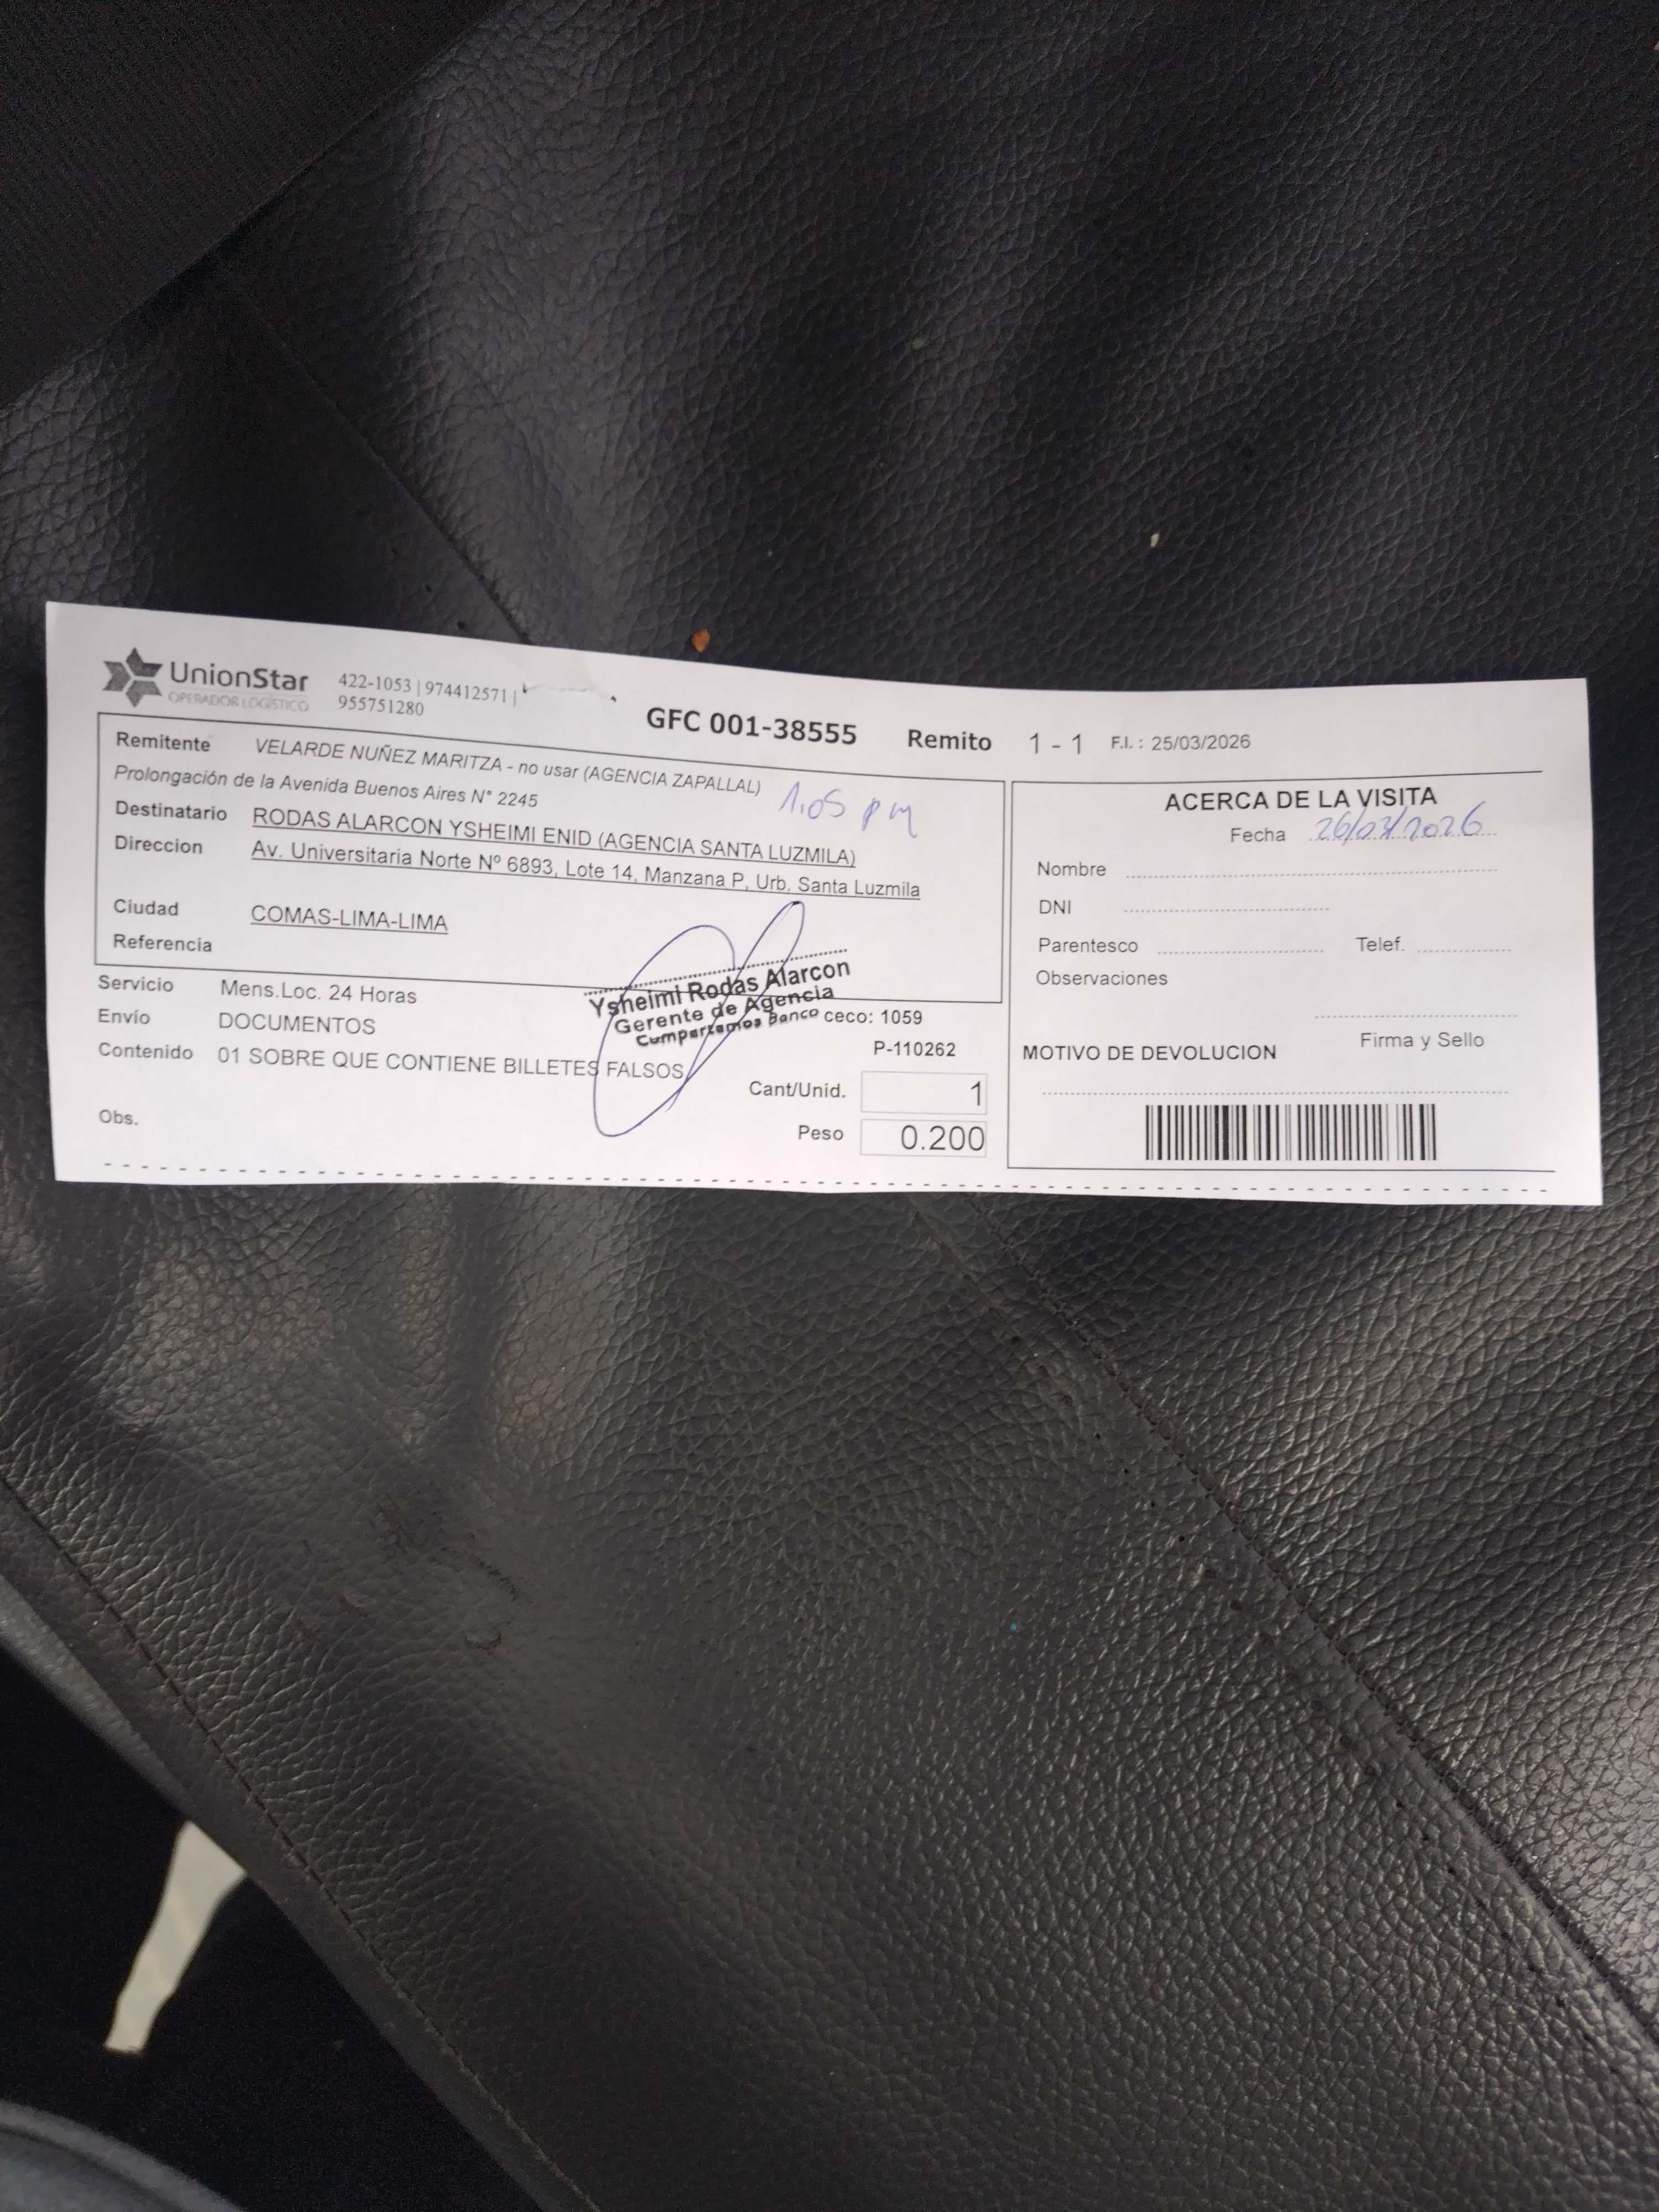 UnionStar
OPERADOR LOGÍSTICO
422-1053 | 974412571 |
955751280
GFC 001-38555 Remito 1 - 1 F.I. : 25/03/2026
Remitente VELARDE NUÑEZ MARITZA - no usar (AGENCIA ZAPALLAL)
Prolongación de la Avenida Buenos Aires N° 2245
1:05 pm
Destinatario RODAS ALARCON YSHEIMI ENID (AGENCIA SANTA LUZMILA)
Direccion Av. Universitaria Norte Nº 6893, Lote 14, Manzana P, Urb. Santa Luzmila
Ciudad COMAS-LIMA-LIMA
Referencia
Servicio Mens.Loc. 24 Horas
Envío DOCUMENTOS
Contenido 01 SOBRE QUE CONTIENE BILLETES FALSOS
Obs.
Ysheimi Rodas Alarcon
Gerente de Agencia
Compartamos Banco
ceco: 1059
P-110262
Cant/Unid. 1
Peso 0.200
ACERCA DE LA VISITA
Fecha 26/03/2026
Nombre
DNI
Parentesco Telef.
Observaciones
Firma y Sello
MOTIVO DE DEVOLUCION